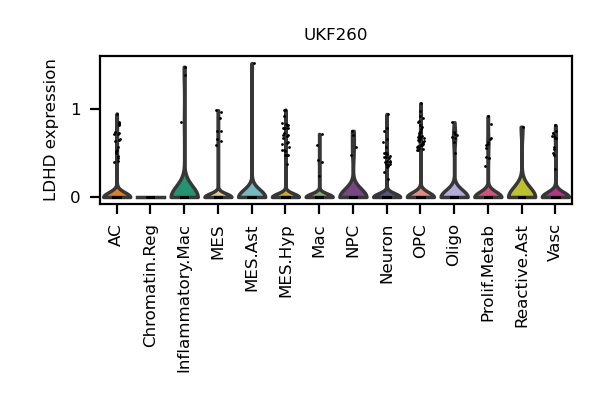 UKF260
LDHD expression
1
0
AC
Chromatin.Reg
Inflammatory.Mac
MES
MES.Ast
MES.Hyp
Mac
NPC
Neuron
OPC
Oligo
Prolif.Metab
Reactive.Ast
Vasc